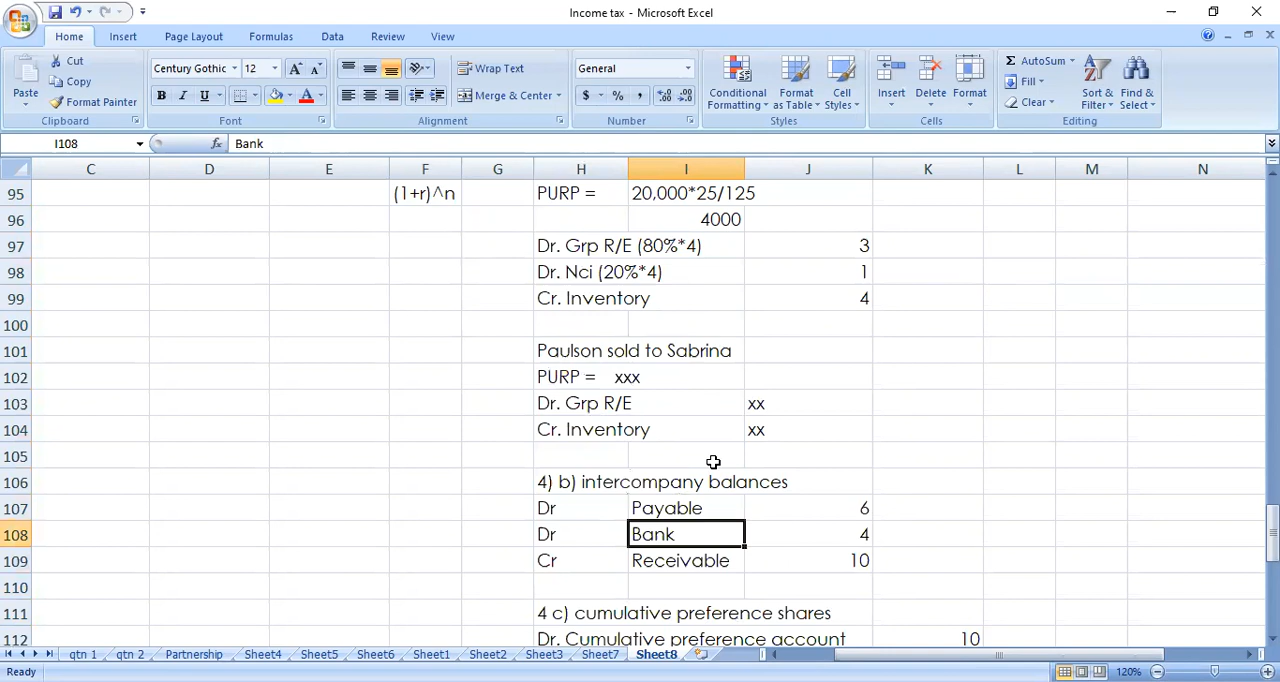 Income tax - Microsoft Excel
Home Insert Page Layout Formulas Data Review View
Paste
Cut
Copy
Format Painter
Clipboard
Century Gothic 12
B I U A A A
Font
Wrap Text
Merge & Center
Alignment
General
$ % , .0 .00 .00 .0
Number
Conditional Formatting
Format as Table
Cell Styles
Styles
Insert Delete Format
Cells
Σ AutoSum
Fill
Clear
Sort & Filter
Find & Select
Editing
I108 fx Bank
C D E F G H I J K L M N
95 (1+r)^n PURP = 20,000*25/125
96 4000
97 Dr. Grp R/E (80%*4) 3
98 Dr. Nci (20%*4) 1
99 Cr. Inventory 4
100
101 Paulson sold to Sabrina
102 PURP = xxx
103 Dr. Grp R/E xx
104 Cr. Inventory xx
105
106 4) b) intercompany balances
107 Dr Payable 6
108 Dr Bank 4
109 Cr Receivable 10
110
111 4 c) cumulative preference shares
112 Dr. Cumulative preference account 10
qtn 1 qtn 2 Partnership Sheet4 Sheet5 Sheet6 Sheet1 Sheet2 Sheet3 Sheet7 Sheet8
Ready 120%